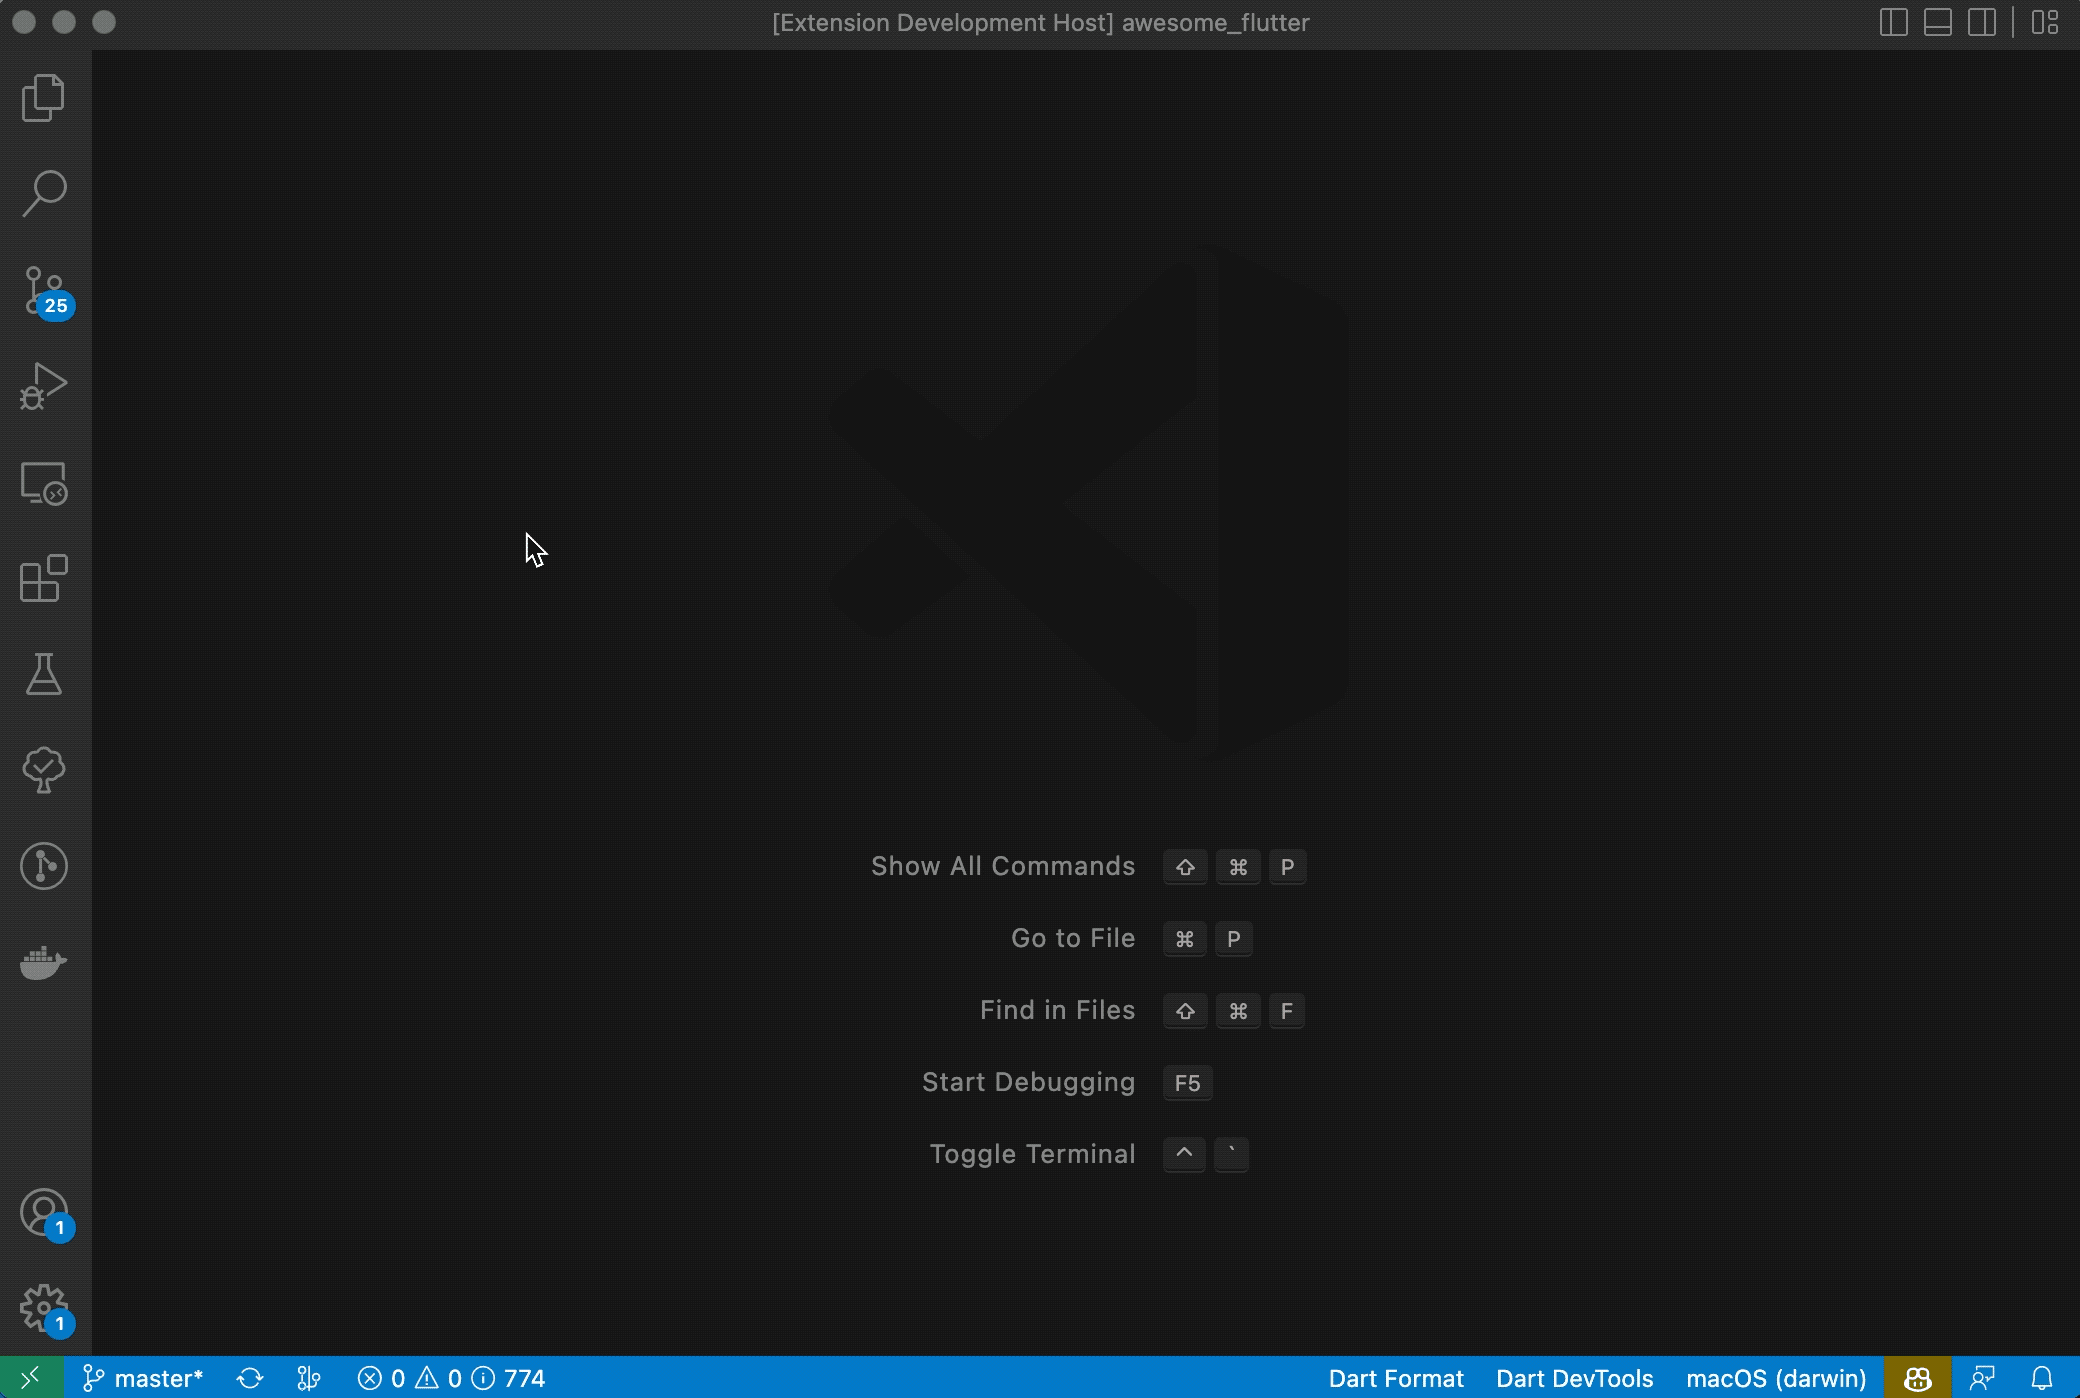 [Extension Development Host] awesome_flutter
25
Show All Commands ⇧ ⌘ P
Go to File ⌘ P
Find in Files ⇧ ⌘ F
Start Debugging F5
Toggle Terminal ^ `
1
1
master* 0 0 774 Dart Format Dart DevTools macOS (darwin)